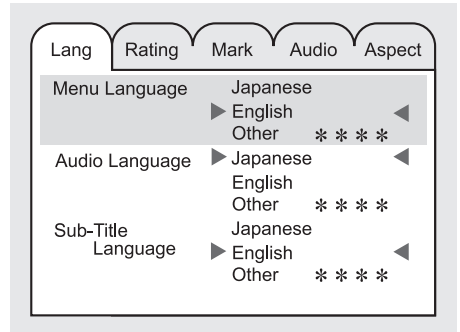 Lang Rating Mark Audio Aspect
Menu Language Japanese
English
Other ＊＊＊＊
Audio Language Japanese
English
Other ＊＊＊＊
Sub-Title Japanese
Language English
Other ＊＊＊＊